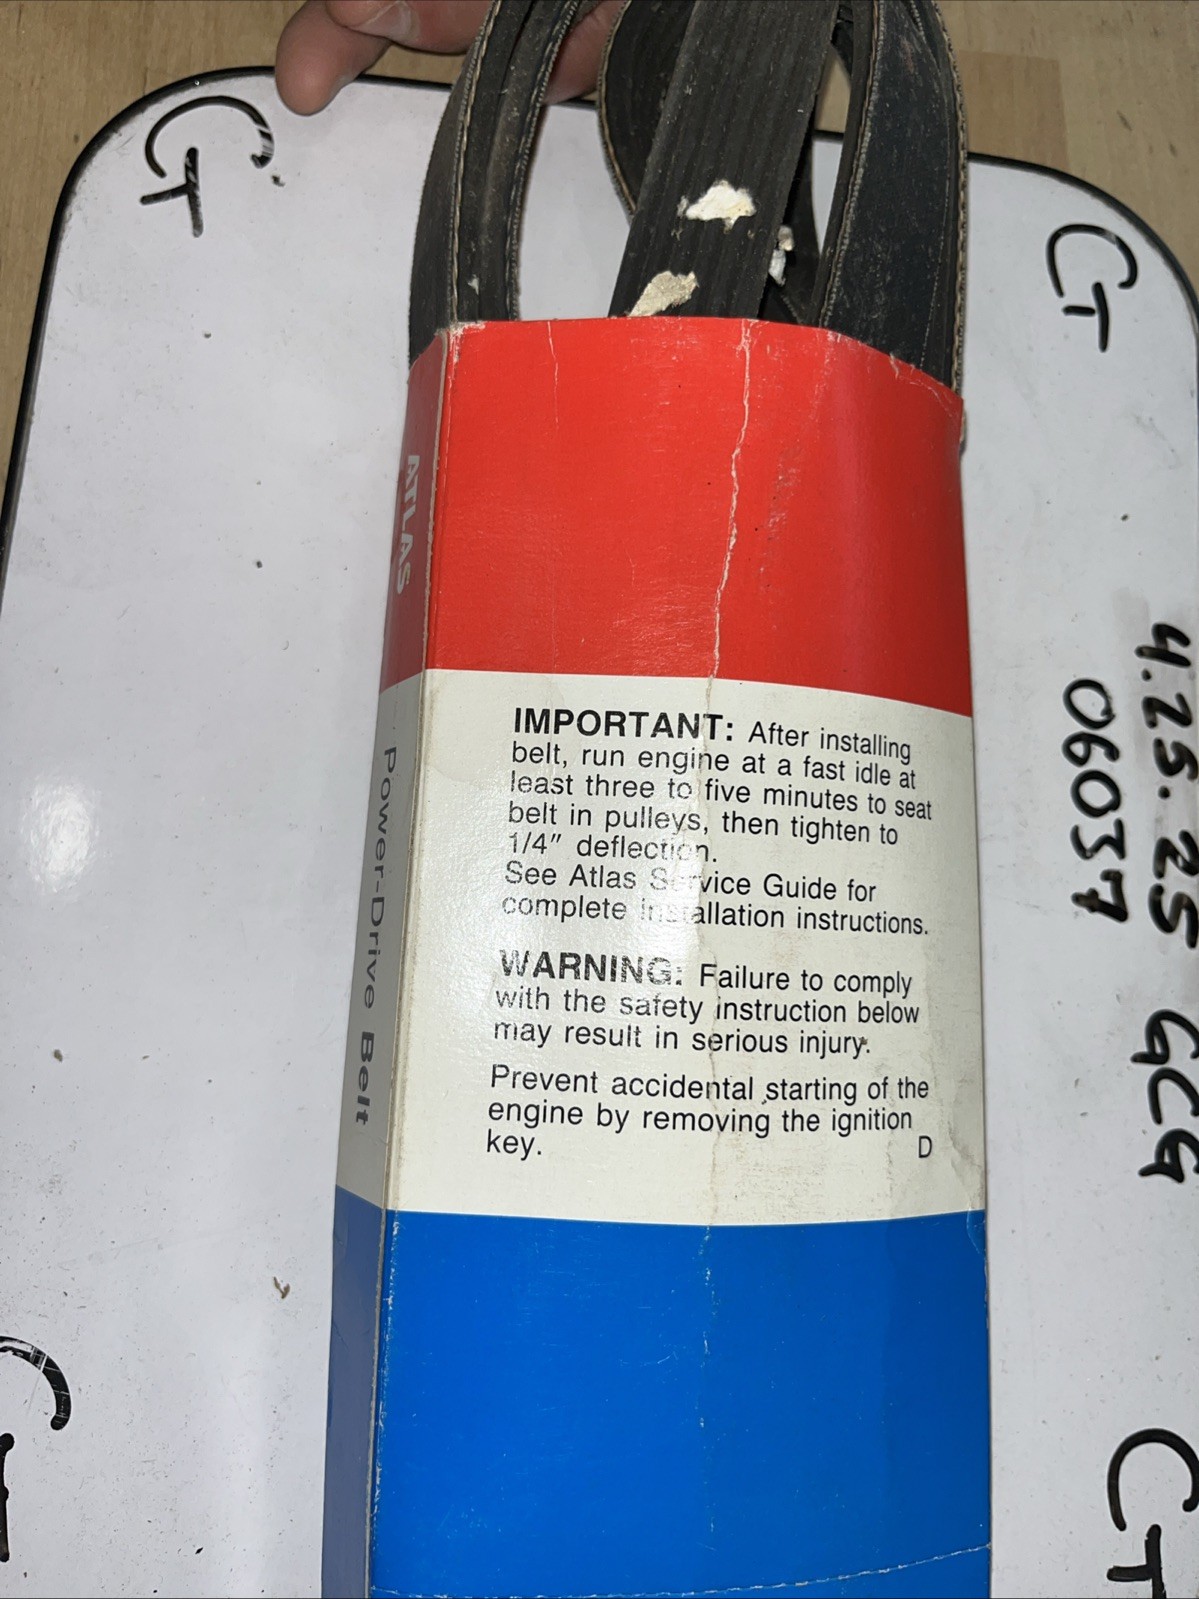 CT
CT
ATLAS
Power-Drive Belt
IMPORTANT: After installing
belt, run engine at a fast idle at
least three to five minutes to seat
belt in pulleys, then tighten to
1/4" deflection.
See Atlas Service Guide for
complete installation instructions.
WARNING: Failure to comply
with the safety instruction below
may result in serious injury.
Prevent accidental starting of the
engine by removing the ignition
key.
D
4.25.25 GCG
06037
CT
CT